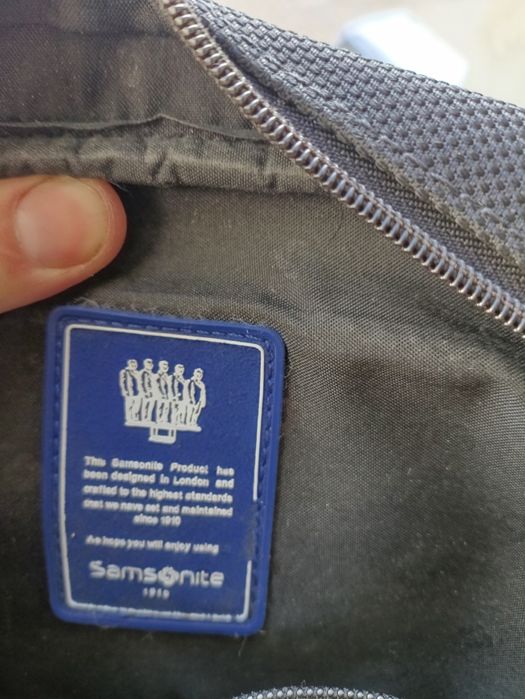 This Samsonite Product has
been designed in London and
crafted to the highest standards
that we have set and maintained
since 1910
As hope you will enjoy using
Samsonite
1910